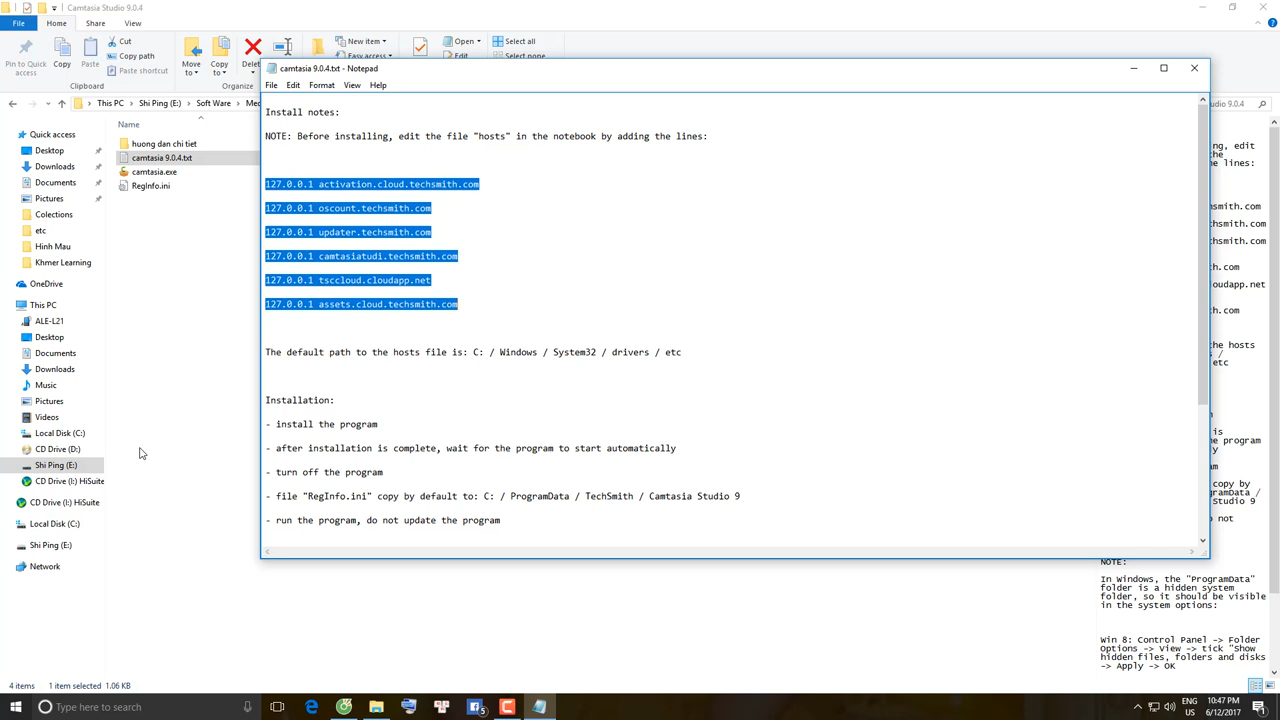 Camtasia Studio 9.0.4
File
Home
Share
View
Pin to Quick access
Copy
Paste
Cut
Copy path
Paste shortcut
Clipboard
Move to
Copy to
Delete
Organize
New item
Easy access
Open
Edit
Select all
Select none
This PC
Shi Ping (E:)
Soft Ware
Name
huong dan chi tiet
camtasia 9.0.4.txt
camtasia.exe
RegInfo.ini
Quick access
Desktop
Downloads
Documents
Pictures
Colections
etc
Hinh Mau
Khmer Learning
OneDrive
This PC
ALE-L21
Desktop
Documents
Downloads
Music
Pictures
Videos
Local Disk (C:)
CD Drive (D:)
Shi Ping (E:)
CD Drive (I:) HiSuite
CD Drive (I:) HiSuite
Local Disk (C:)
Shi Ping (E:)
Network
4 items
1 item selected 1.06 KB
camtasia 9.0.4.txt - Notepad
File Edit Format View Help
Install notes:
NOTE: Before installing, edit the file "hosts" in the notebook by adding the lines:
127.0.0.1 activation.cloud.techsmith.com
127.0.0.1 oscount.techsmith.com
127.0.0.1 updater.techsmith.com
127.0.0.1 camtasiatudi.techsmith.com
127.0.0.1 tsccloud.cloudapp.net
127.0.0.1 assets.cloud.techsmith.com
The default path to the hosts file is: C: / Windows / System32 / drivers / etc
Installation:
- install the program
- after installation is complete, wait for the program to start automatically
- turn off the program
- file "RegInfo.ini" copy by default to: C: / ProgramData / TechSmith / Camtasia Studio 9
- run the program, do not update the program
NOTE:
In Windows, the "ProgramData"
folder is a hidden system
folder, so it should be visible
in the system options:
Win 8: Control Panel -> Folder
Options -> View -> tick "Show
hidden files, folders and disks
-> Apply -> OK
Type here to search
5
ENG
US
10:47 PM
6/12/2017
1